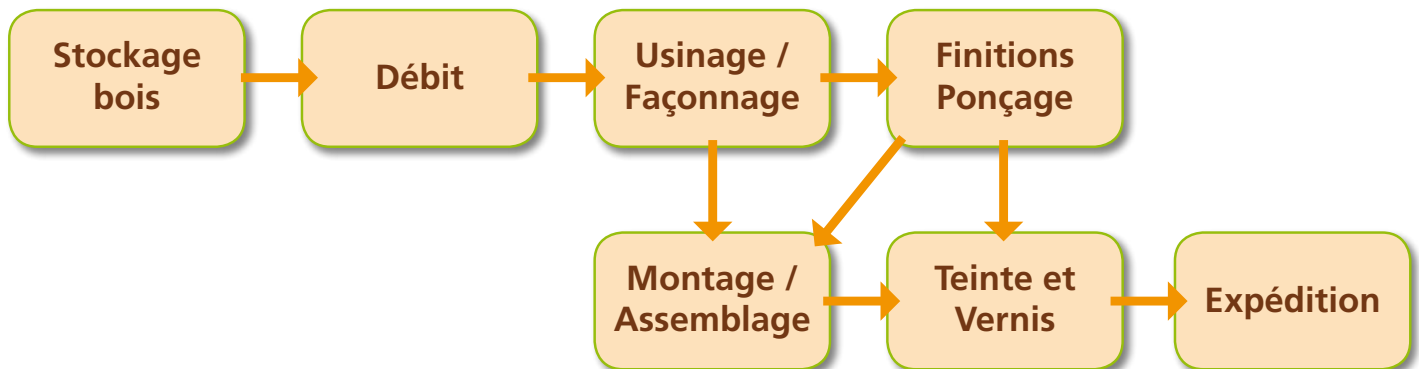 Stockage
bois
Débit
Usinage /
Façonnage
Finitions
Ponçage
Montage /
Assemblage
Teinte et
Vernis
Expédition